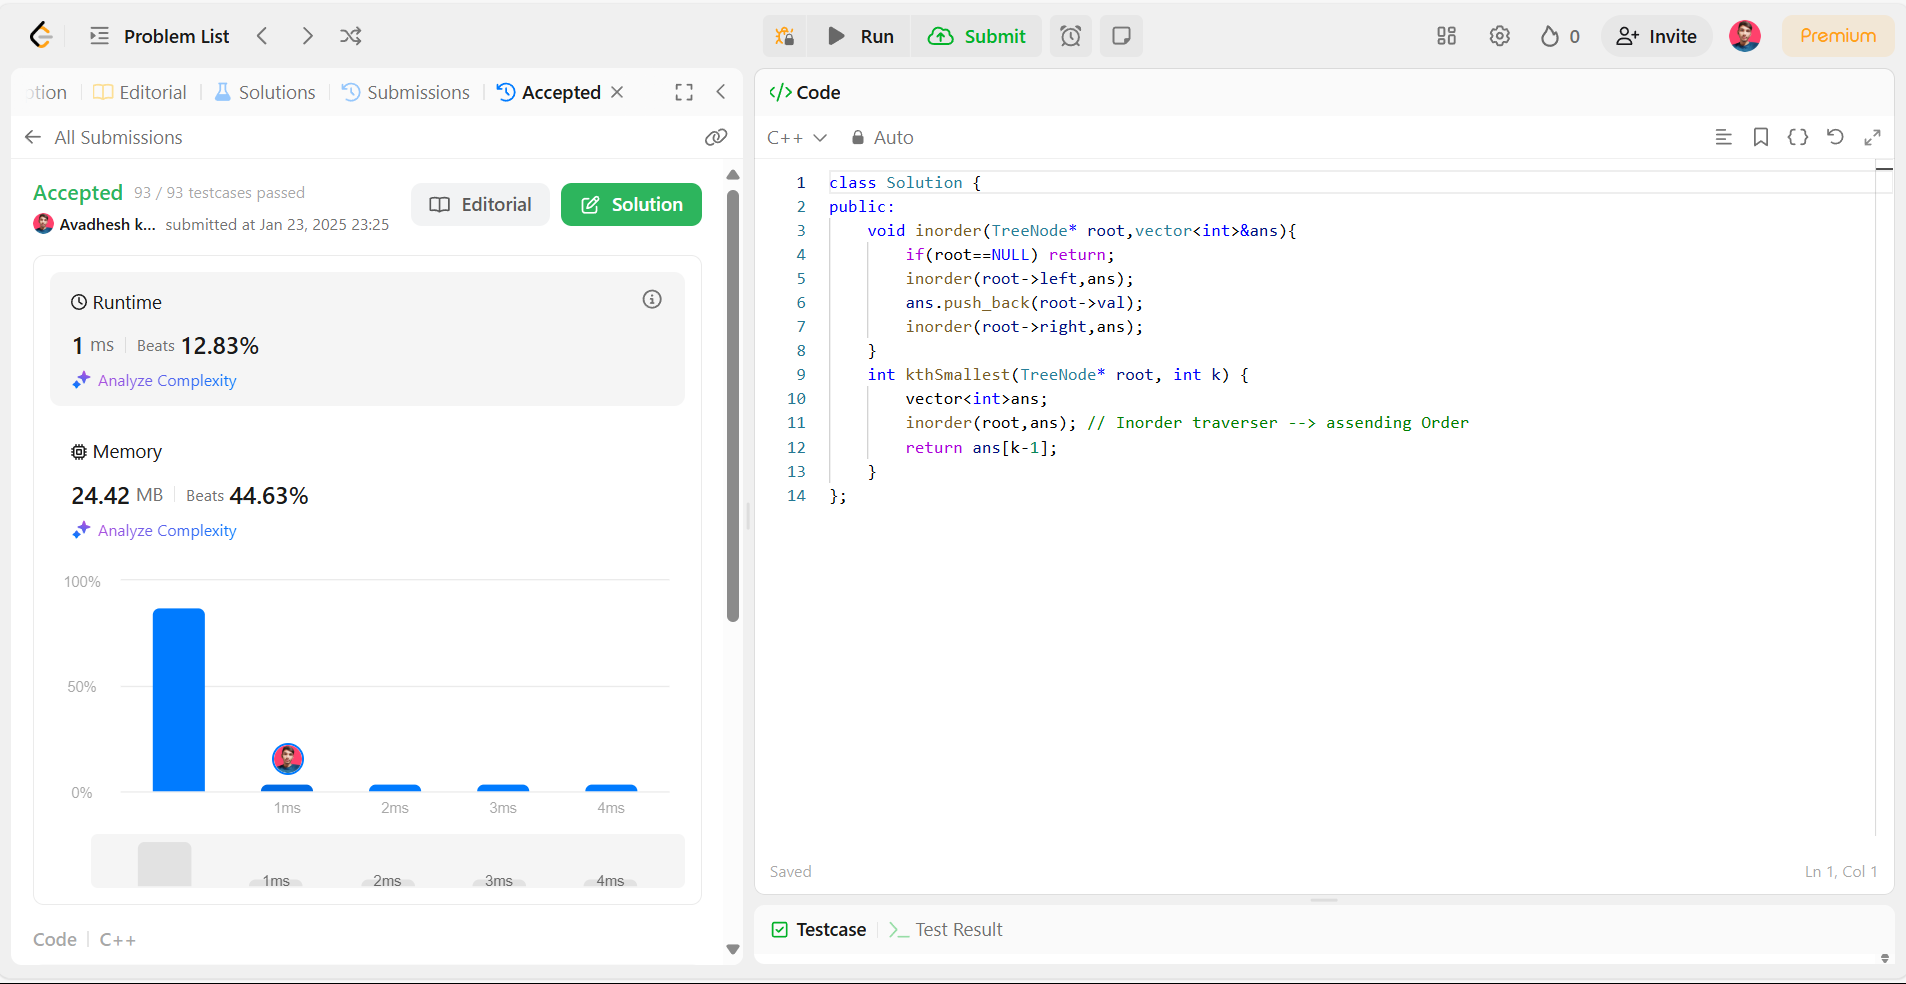 Problem List
Run
Submit
0
Invite
Premium
otion
Editorial
Solutions
Submissions
Accepted
All Submissions
Accepted 93 / 93 testcases passed
Avadhesh k... submitted at Jan 23, 2025 23:25
Editorial
Solution
Runtime
1 ms Beats 12.83%
Analyze Complexity
Memory
24.42 MB Beats 44.63%
Analyze Complexity
100%
50%
0%
1ms 2ms 3ms 4ms
1ms 2ms 3ms 4ms
Code C++
</> Code
C++ Auto
1 class Solution {
2 public:
3 void inorder(TreeNode* root,vector<int>&ans){
4 if(root==NULL) return;
5 inorder(root->left,ans);
6 ans.push_back(root->val);
7 inorder(root->right,ans);
8 }
9 int kthSmallest(TreeNode* root, int k) {
10 vector<int>ans;
11 inorder(root,ans); // Inorder traverser --> assending Order
12 return ans[k-1];
13 }
14 };
Saved
Ln 1, Col 1
Testcase
Test Result